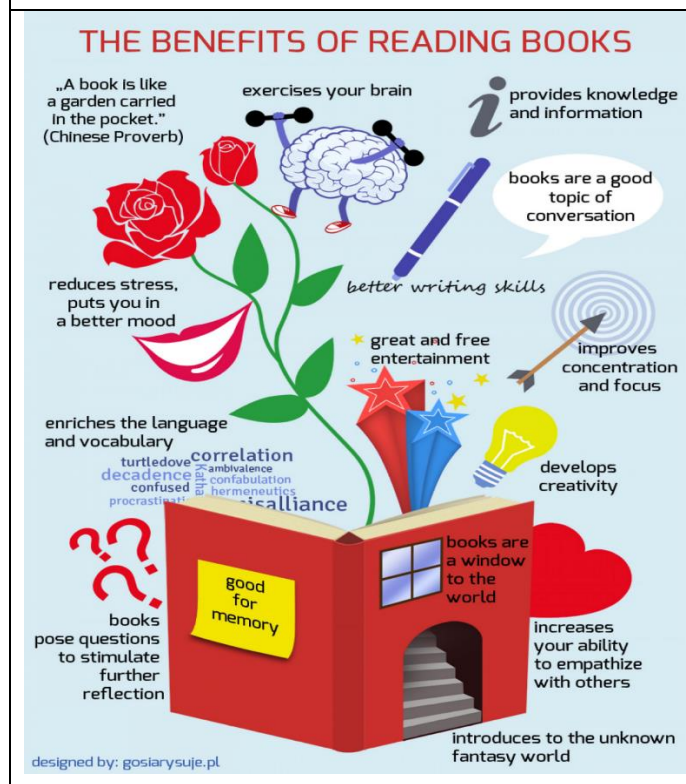 THE BENEFITS OF READING BOOKS
„A book is like
a garden carried
in the pocket.”
(Chinese Proverb)
exercises your brain
provides knowledge
and information
books are a good
topic of
conversation
reduces stress,
puts you in
a better mood
better writing skills
great and free
entertainment
improves
concentration
and focus
enriches the language
and vocabulary
turtledove
correlation
ambivalence
decadence
confabulation
confused
hermeneutics
develops
creativity
books are
a window
to the
world
good
for
memory
books
pose questions
to stimulate
further
reflection
increases
your ability
to empathize
with others
introduces to the unknown
fantasy world
designed by: gosiarysuje.pl